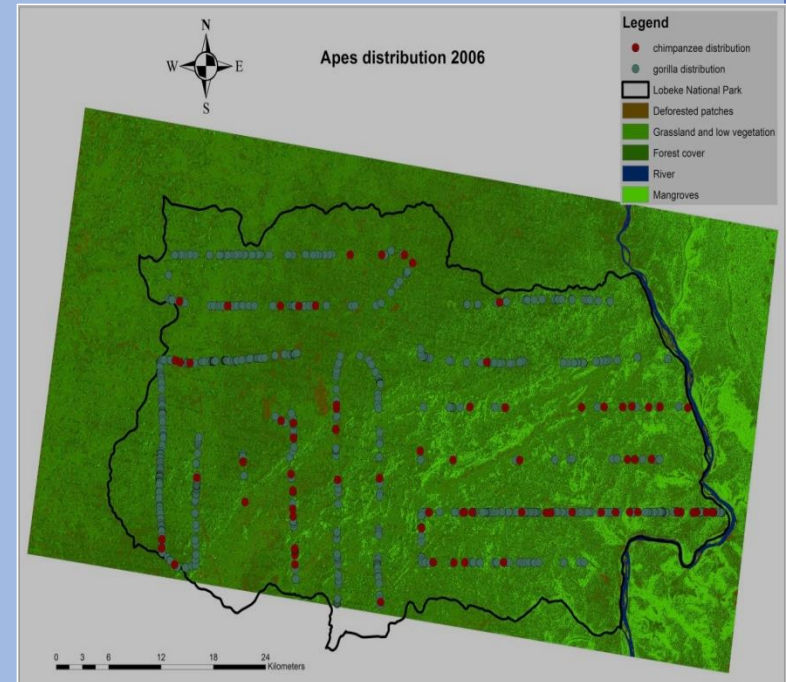 Apes distribution 2006
N
W E
S
Legend
chimpanzee distribution
gorilla distribution
Lobeke National Park
Deforested patches
Grassland and low vegetation
Forest cover
River
Mangroves
0 3 6 12 18 24
Kilometers